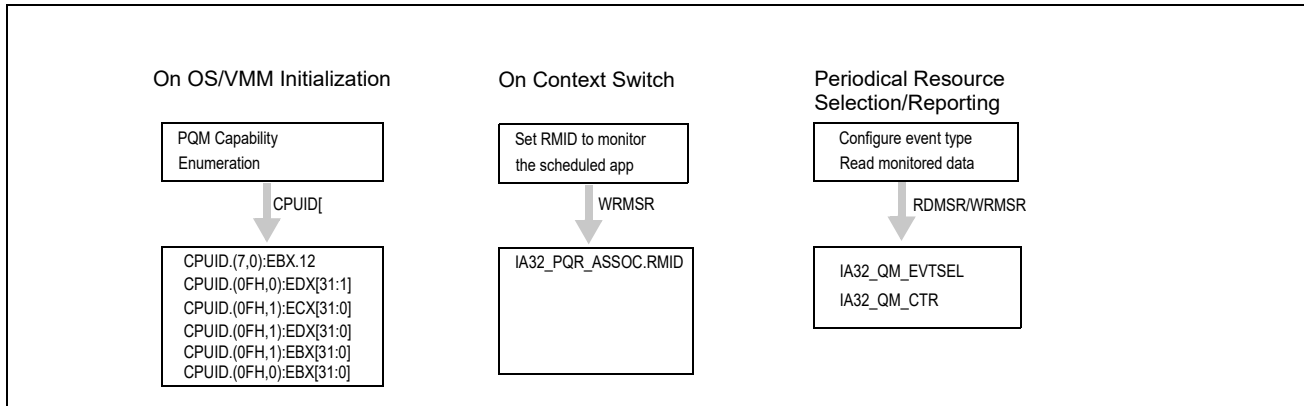 On OS/VMM Initialization
PQM Capability
Enumeration
CPUID[
CPUID.(7,0):EBX.12
CPUID.(0FH,0):EDX[31:1]
CPUID.(0FH,1):ECX[31:0]
CPUID.(0FH,1):EDX[31:0]
CPUID.(0FH,1):EBX[31:0]
CPUID.(0FH,0):EBX[31:0]
On Context Switch
Set RMID to monitor
the scheduled app
WRMSR
IA32_PQR_ASSOC.RMID
Periodical Resource
Selection/Reporting
Configure event type
Read monitored data
RDMSR/WRMSR
IA32_QM_EVTSEL
IA32_QM_CTR